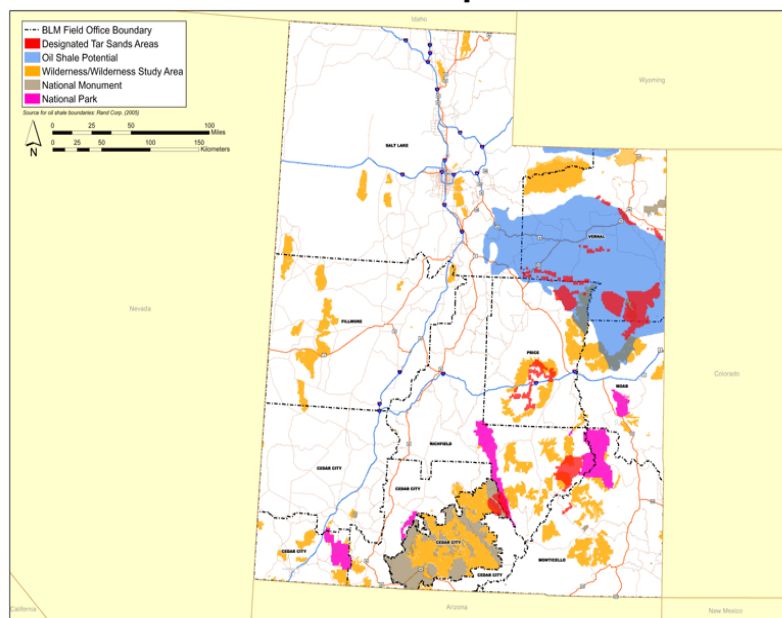 Idaho
BLM Field Office Boundary
Designated Tar Sands Areas
Oil Shale Potential
Wilderness/Wilderness Study Area
National Monument
National Park
Source for oil shale boundaries: Rand Corp. (2005)
0 25 50 100
Miles
0 50 100 150
Kilometers
N
Wyoming
SALT LAKE
VERNAL
Nevada
FILLMORE
PRICE
Colorado
MOAB
RICHFIELD
CEDAR CITY
CEDAR CITY
CEDAR CITY
CEDAR CITY
MONTICELLO
CEDAR CITY
California
Arizona
New Mexico